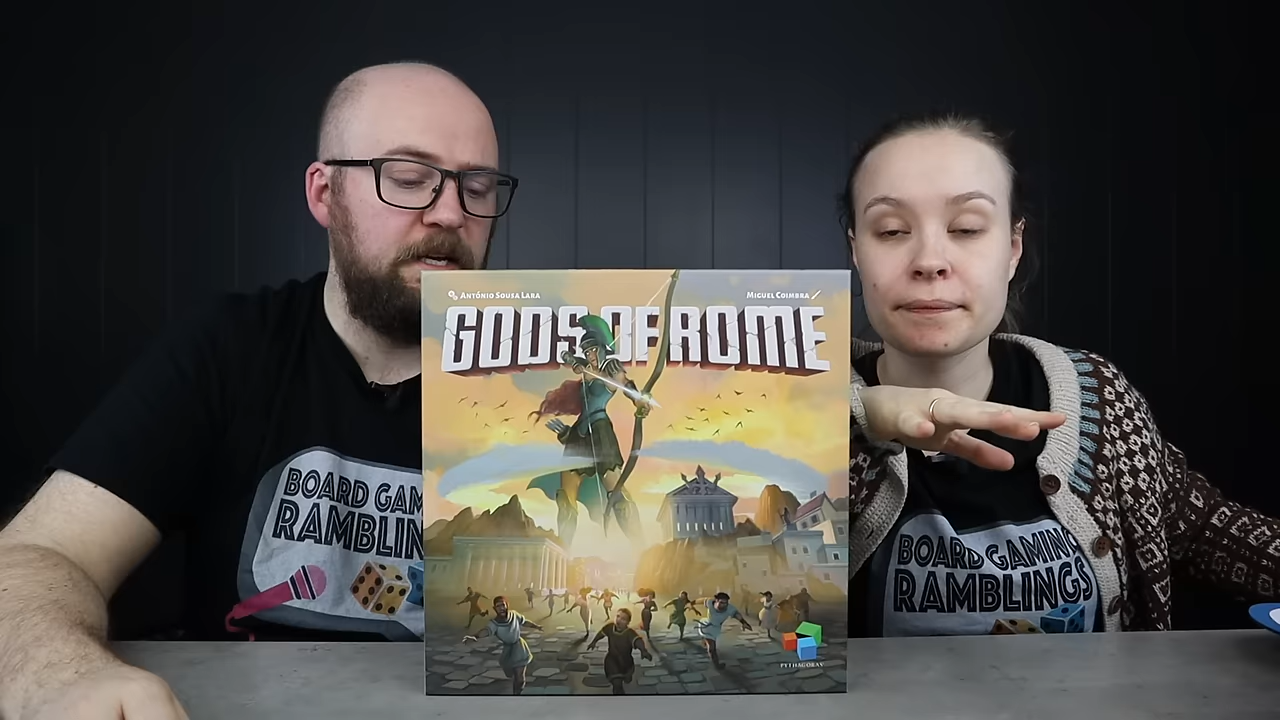 António Sousa Lara
Miguel Coimbra
GODS OF ROME
BOARD GAM
RAMBLIN
BOARD GAMING
RAMBLINGS
PYTHAGORAS